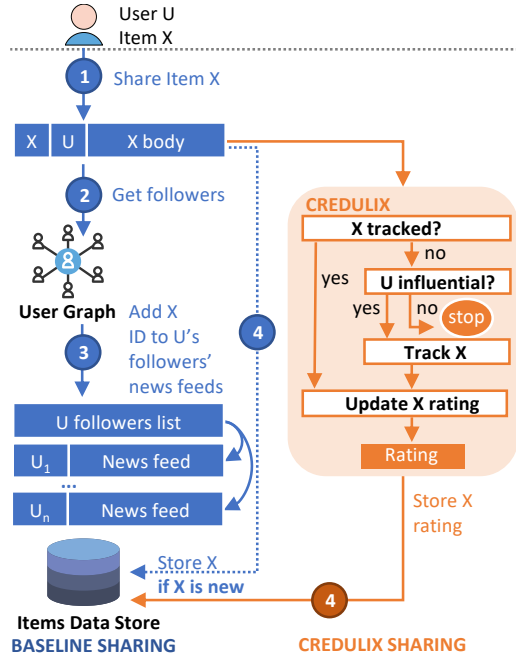 User U
Item X
1
Share Item X
X
U
X body
2
Get followers
User Graph
3
Add X
ID to U's
followers'
news feeds
4
U followers list
U1
News feed
...
Un
News feed
Store X
if X is new
Items Data Store
BASELINE SHARING
CREDULIX
X tracked?
no
yes
U influential?
yes
no
stop
Track X
Update X rating
Rating
Store X
rating
4
CREDULIX SHARING